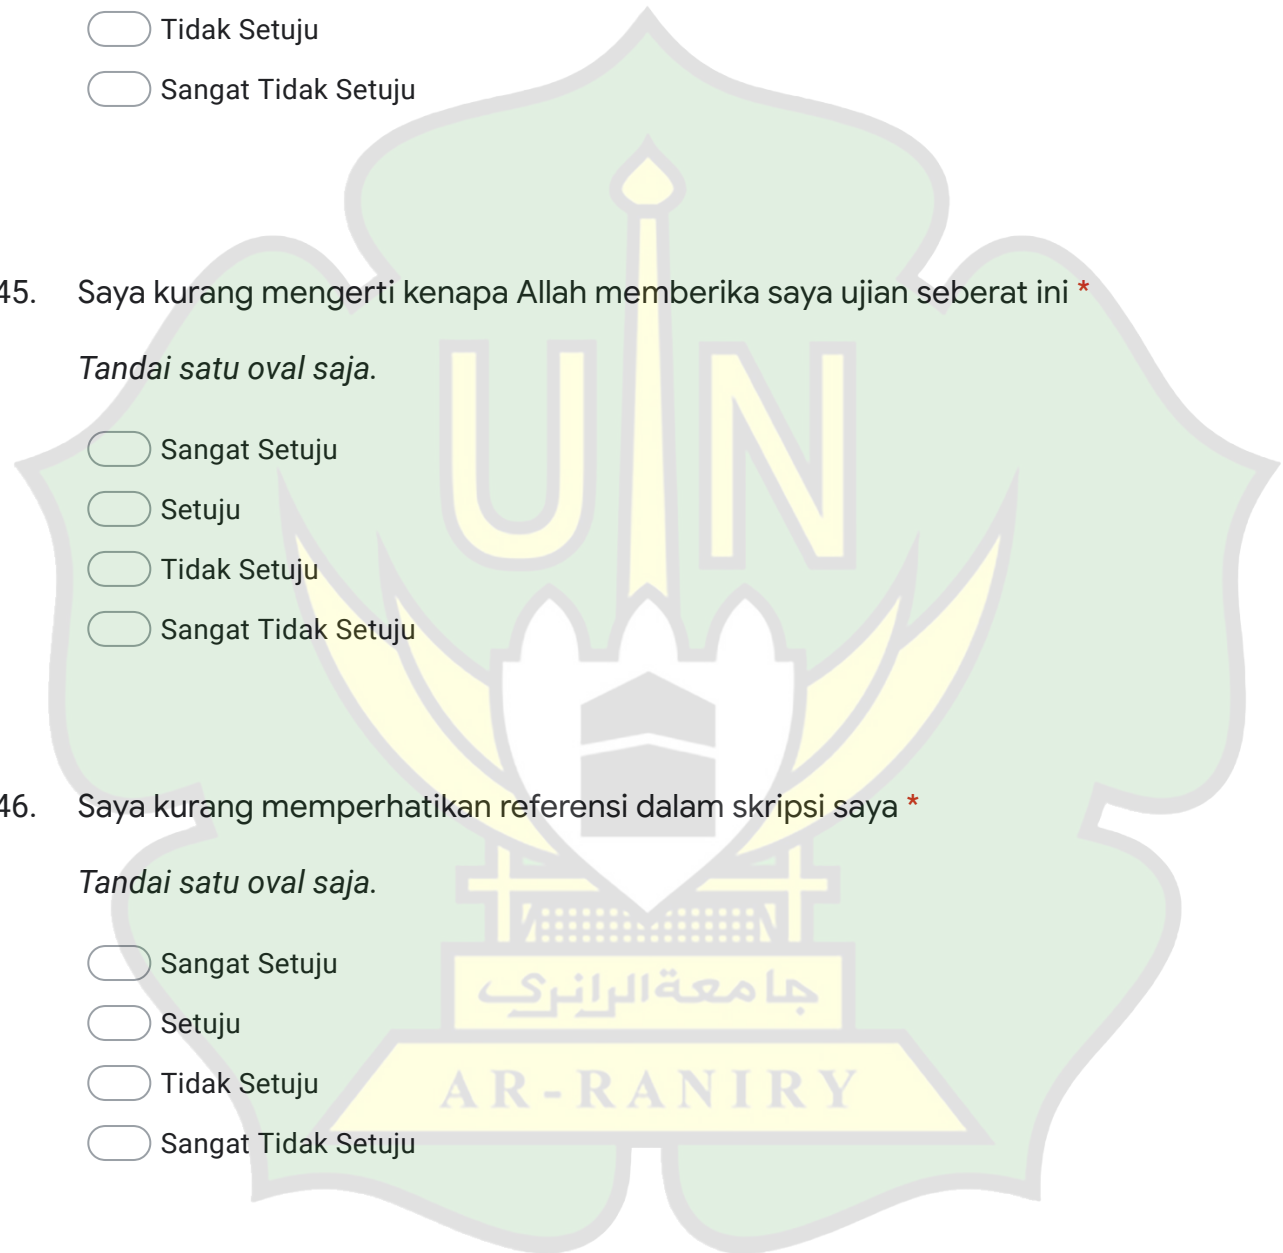 Tidak Setuju
Sangat Tidak Setuju
45. Saya kurang mengerti kenapa Allah memberika saya ujian seberat ini *
Tandai satu oval saja.
Sangat Setuju
Setuju
Tidak Setuju
Sangat Tidak Setuju
46. Saya kurang memperhatikan referensi dalam skripsi saya *
Tandai satu oval saja.
Sangat Setuju
Setuju
Tidak Setuju
Sangat Tidak Setuju
UIN
جامعةالرانري
AR-RANIRY